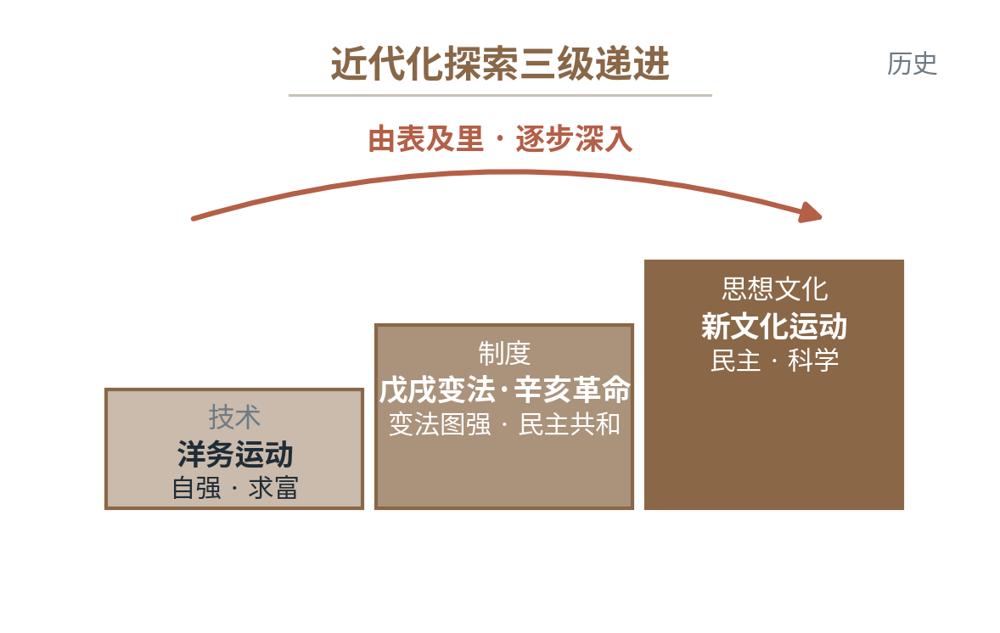 近代化探索三级递进
历史
由表及里 · 逐步深入
思想文化
新文化运动
民主 · 科学
制度
戊戌变法·辛亥革命
变法图强 · 民主共和
技术
洋务运动
自强 · 求富